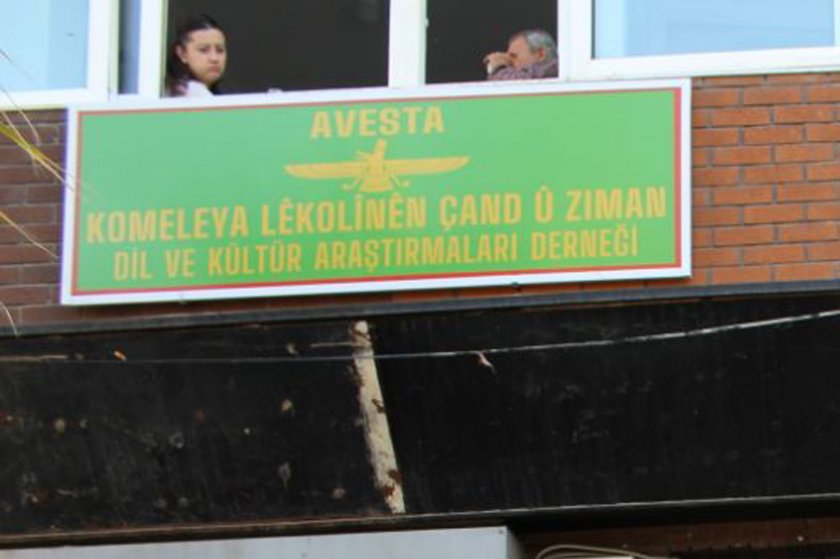 AVESTA
KOMELEYA LÊKOLÎNÊN ÇAND Û ZIMAN
DİL VE KÜLTÜR ARAŞTIRMALARI DERNEĞİ